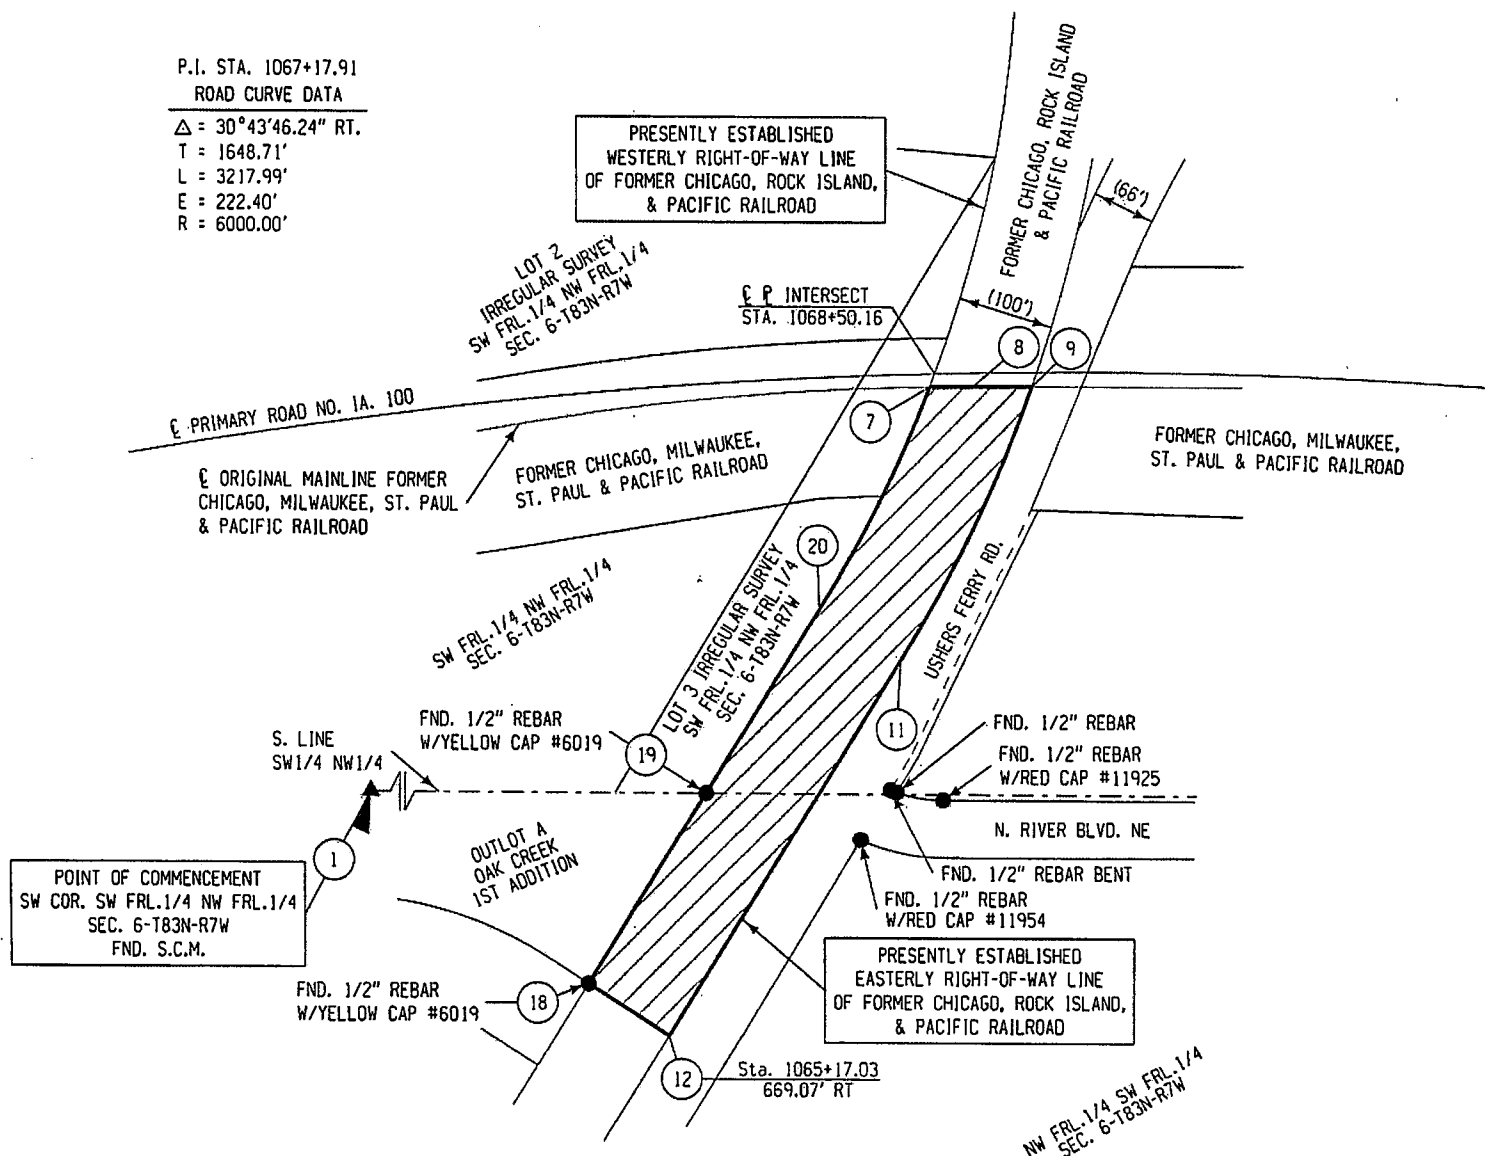 P.I. STA. 1067+17.91
ROAD CURVE DATA
△ = 30°43'46.24" RT.
T = 1648.71'
L = 3217.99'
E = 222.40'
R = 6000.00'
PRESENTLY ESTABLISHED
WESTERLY RIGHT-OF-WAY LINE
OF FORMER CHICAGO, ROCK ISLAND,
& PACIFIC RAILROAD
FORMER CHICAGO, ROCK ISLAND
& PACIFIC RAILROAD
(66')
(100')
LOT 2
IRREGULAR SURVEY
SW FRL.1/4 NW FRL.1/4
SEC. 6-T83N-R7W
℄ ⅊ INTERSECT
STA. 1068+50.16
8
9
7
℄ PRIMARY ROAD NO. IA. 100
℄ ORIGINAL MAINLINE FORMER
CHICAGO, MILWAUKEE, ST. PAUL
& PACIFIC RAILROAD
FORMER CHICAGO, MILWAUKEE,
ST. PAUL & PACIFIC RAILROAD
FORMER CHICAGO, MILWAUKEE,
ST. PAUL & PACIFIC RAILROAD
20
SW FRL.1/4 NW FRL.1/4
SEC. 6-T83N-R7W
LOT 3 IRREGULAR SURVEY
SW FRL.1/4 NW FRL.1/4
SEC. 6-T83N-R7W
USHERS FERRY RD.
11
FND. 1/2" REBAR
W/YELLOW CAP #6019
19
S. LINE
SW1/4 NW1/4
FND. 1/2" REBAR
FND. 1/2" REBAR
W/RED CAP #11925
N. RIVER BLVD. NE
FND. 1/2" REBAR BENT
FND. 1/2" REBAR
W/RED CAP #11954
1
POINT OF COMMENCEMENT
SW COR. SW FRL.1/4 NW FRL.1/4
SEC. 6-T83N-R7W
FND. S.C.M.
OUTLOT A
OAK CREEK
1ST ADDITION
PRESENTLY ESTABLISHED
EASTERLY RIGHT-OF-WAY LINE
OF FORMER CHICAGO, ROCK ISLAND,
& PACIFIC RAILROAD
FND. 1/2" REBAR
W/YELLOW CAP #6019
18
12
Sta. 1065+17.03
669.07' RT
NW FRL.1/4 SW FRL.1/4
SEC. 6-T83N-R7W